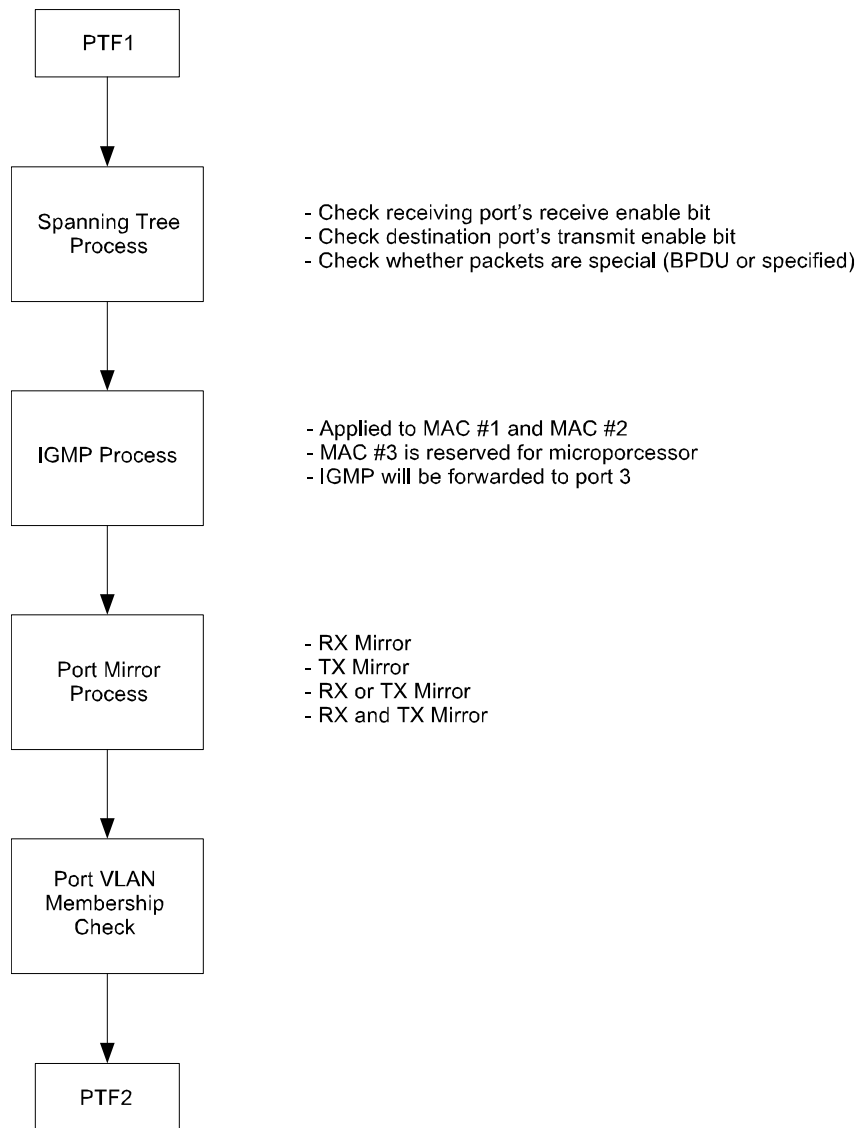 PTF1
Spanning Tree
Process
- Check receiving port's receive enable bit
- Check destination port's transmit enable bit
- Check whether packets are special (BPDU or specified)
IGMP Process
- Applied to MAC #1 and MAC #2
- MAC #3 is reserved for microporcessor
- IGMP will be forwarded to port 3
Port Mirror
Process
- RX Mirror
- TX Mirror
- RX or TX Mirror
- RX and TX Mirror
Port VLAN
Membership
Check
PTF2